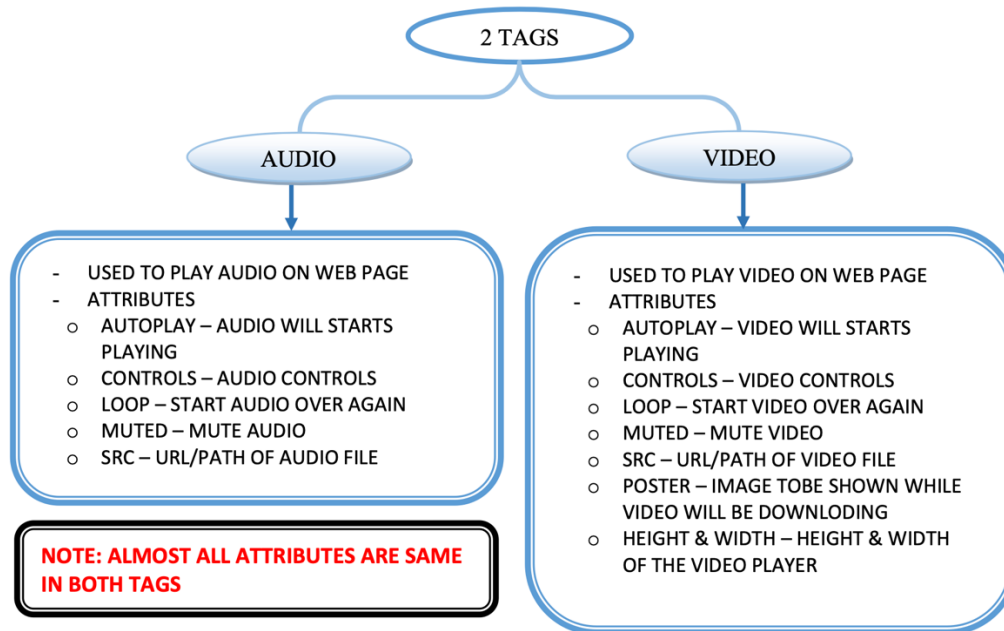 2 TAGS
AUDIO
- USED TO PLAY AUDIO ON WEB PAGE
- ATTRIBUTES
o AUTOPLAY – AUDIO WILL STARTS
PLAYING
o CONTROLS – AUDIO CONTROLS
o LOOP – START AUDIO OVER AGAIN
o MUTED – MUTE AUDIO
o SRC – URL/PATH OF AUDIO FILE
NOTE: ALMOST ALL ATTRIBUTES ARE SAME
IN BOTH TAGS
VIDEO
- USED TO PLAY VIDEO ON WEB PAGE
- ATTRIBUTES
o AUTOPLAY – VIDEO WILL STARTS
PLAYING
o CONTROLS – VIDEO CONTROLS
o LOOP – START VIDEO OVER AGAIN
o MUTED – MUTE VIDEO
o SRC – URL/PATH OF VIDEO FILE
o POSTER – IMAGE TOBE SHOWN WHILE
VIDEO WILL BE DOWNLODING
o HEIGHT & WIDTH – HEIGHT & WIDTH
OF THE VIDEO PLAYER